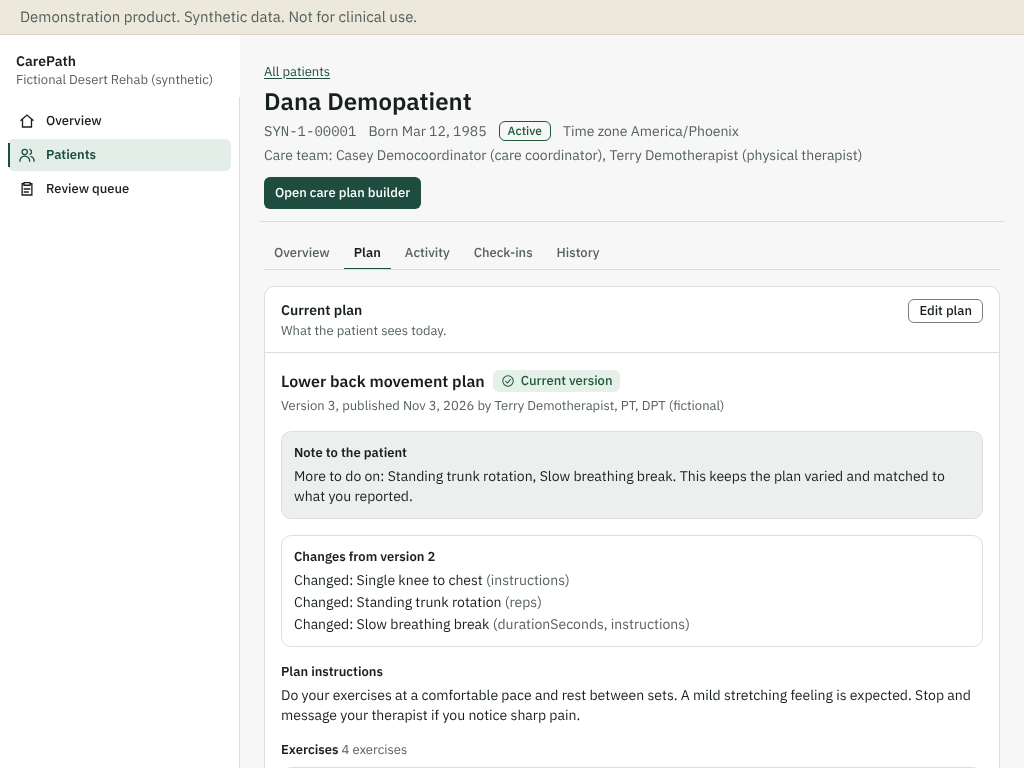 Demonstration product. Synthetic data. Not for clinical use.
CarePath
Fictional Desert Rehab (synthetic)
Overview
Patients
Review queue
All patients
Dana Demopatient
SYN-1-00001 Born Mar 12, 1985 Active Time zone America/Phoenix
Care team: Casey Democoordinator (care coordinator), Terry Demotherapist (physical therapist)
Open care plan builder
Overview Plan Activity Check-ins History
Current plan
Edit plan
What the patient sees today.
Lower back movement plan Current version
Version 3, published Nov 3, 2026 by Terry Demotherapist, PT, DPT (fictional)
Note to the patient
More to do on: Standing trunk rotation, Slow breathing break. This keeps the plan varied and matched to
what you reported.
Changes from version 2
Changed: Single knee to chest (instructions)
Changed: Standing trunk rotation (reps)
Changed: Slow breathing break (durationSeconds, instructions)
Plan instructions
Do your exercises at a comfortable pace and rest between sets. A mild stretching feeling is expected. Stop and
message your therapist if you notice sharp pain.
Exercises 4 exercises